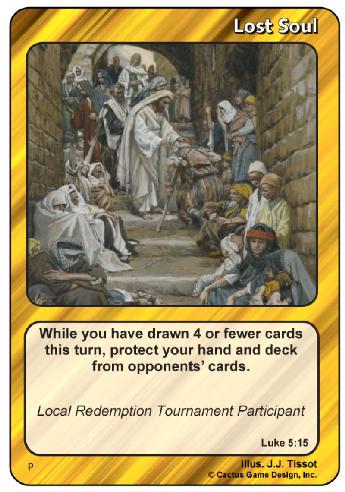 Lost Soul
While you have drawn 4 or fewer cards
this turn, protect your hand and deck
from opponents' cards.
Local Redemption Tournament Participant
Luke 5:15
P
Illus. J.J. Tissot
© Cactus Game Design, Inc.